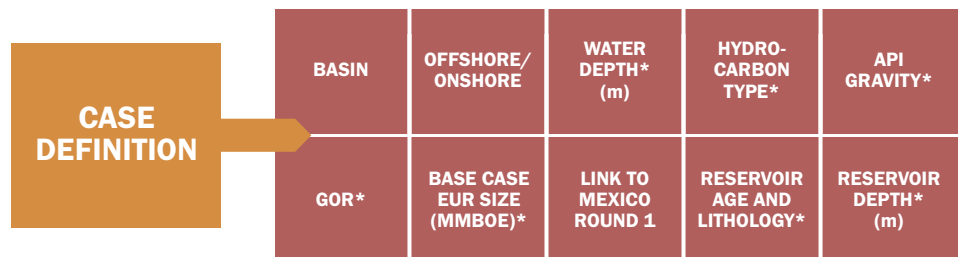 CASE
DEFINITION
BASIN
OFFSHORE/
ONSHORE
WATER
DEPTH*
(m)
HYDRO-
CARBON
TYPE*
API
GRAVITY*
GOR*
BASE CASE
EUR SIZE
(MMBOE)*
LINK TO
MEXICO
ROUND 1
RESERVOIR
AGE AND
LITHOLOGY*
RESERVOIR
DEPTH*
(m)